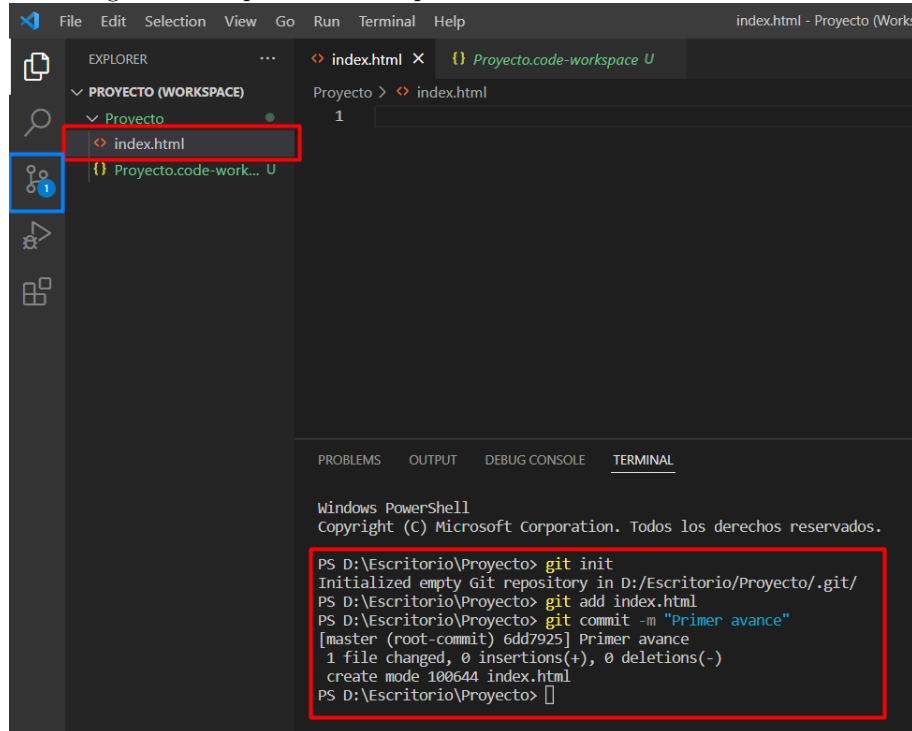 File Edit Selection View Go Run Terminal Help index.html - Proyecto (Works
EXPLORER ...
index.html × {} Proyecto.code-workspace U
PROYECTO (WORKSPACE)
Proyecto > <> index.html
Proyecto
1
<> index.html
{} Proyecto.code-work... U
1
PROBLEMS OUTPUT DEBUG CONSOLE TERMINAL
Windows PowerShell
Copyright (C) Microsoft Corporation. Todos los derechos reservados.
PS D:\Escritorio\Proyecto> git init
Initialized empty Git repository in D:/Escritorio/Proyecto/.git/
PS D:\Escritorio\Proyecto> git add index.html
PS D:\Escritorio\Proyecto> git commit -m "Primer avance"
[master (root-commit) 6dd7925] Primer avance
1 file changed, 0 insertions(+), 0 deletions(-)
create mode 100644 index.html
PS D:\Escritorio\Proyecto>